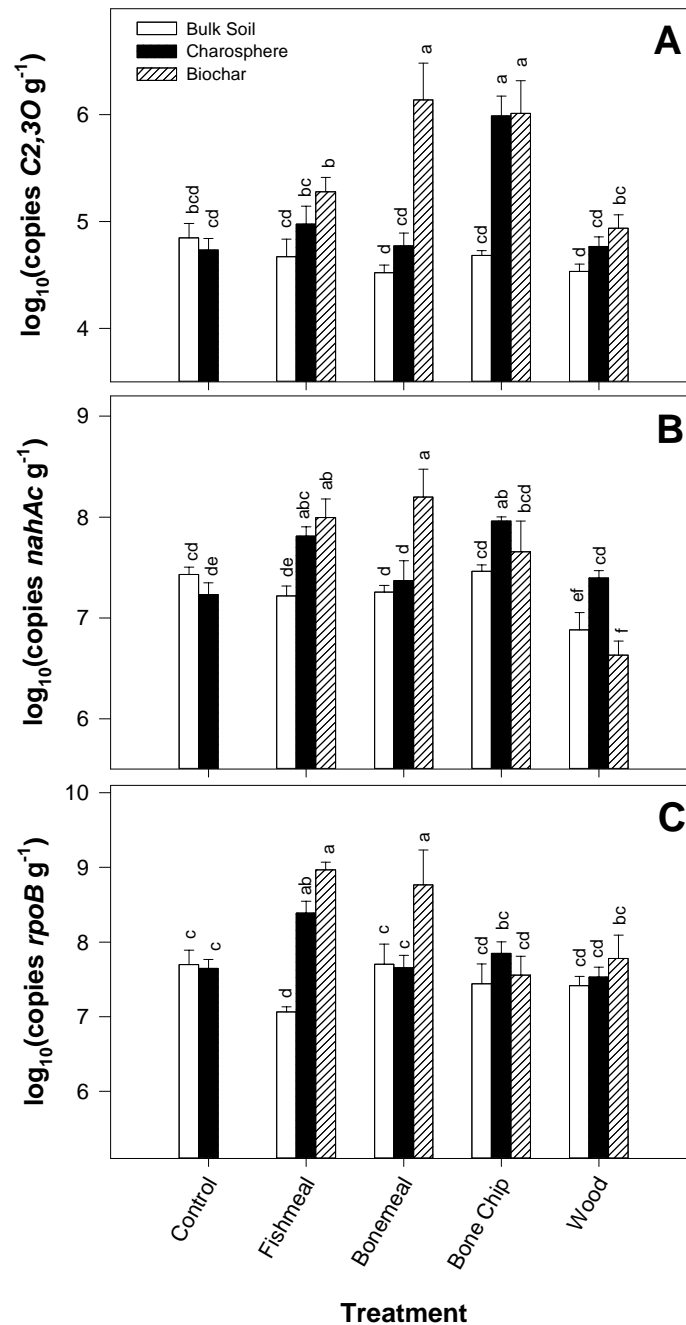 Bulk Soil
Charosphere
Biochar
A
log10(copies C2,3O g-1)
6
5
4
bcd
cd
cd
bc
b
d
cd
a
cd
a
a
d
cd
bc
B
log10(copies nahAc g-1)
9
8
7
6
cd
de
de
abc
ab
d
d
a
cd
ab
bcd
ef
cd
f
C
log10(copies rpoB g-1)
10
9
8
7
6
c
c
d
ab
a
c
c
a
cd
bc
cd
cd
cd
bc
Control
Fishmeal
Bonemeal
Bone Chip
Wood
Treatment